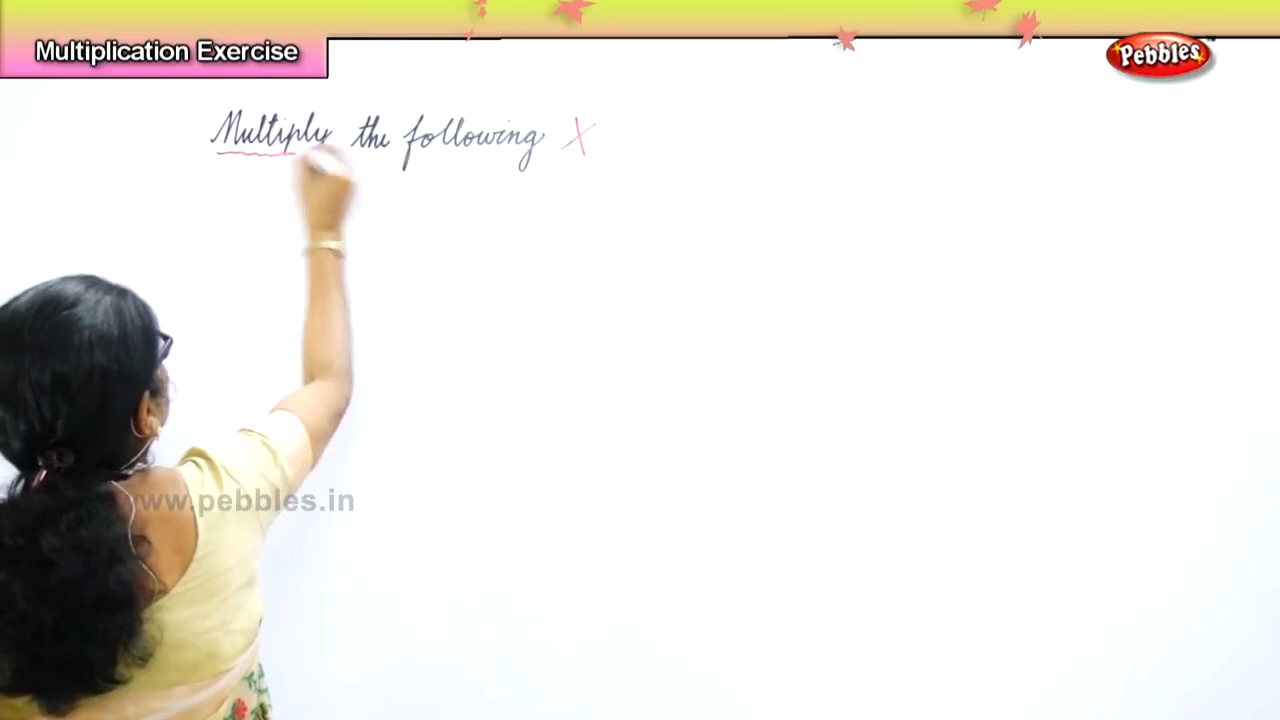 Multiplication Exercise
Pebbles
Multiply the following X
www.pebbles.in